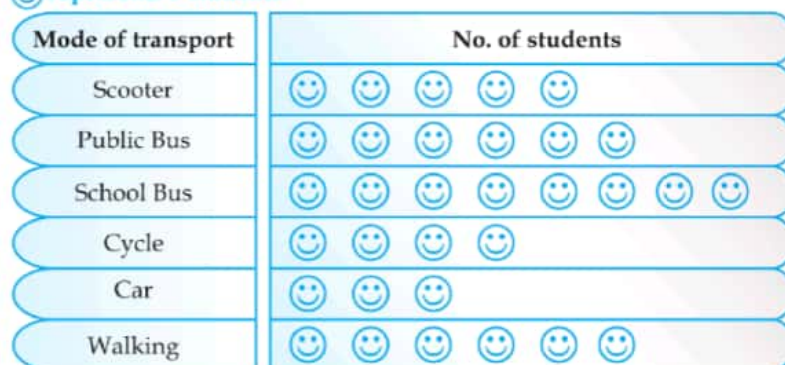 Mode of transport No. of students
Scooter
Public Bus
School Bus
Cycle
Car
Walking